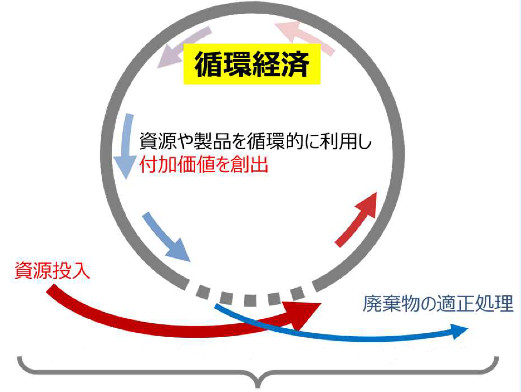 循環経済
資源や製品を循環的に利用し
付加価値を創出
資源投入
廃棄物の適正処理